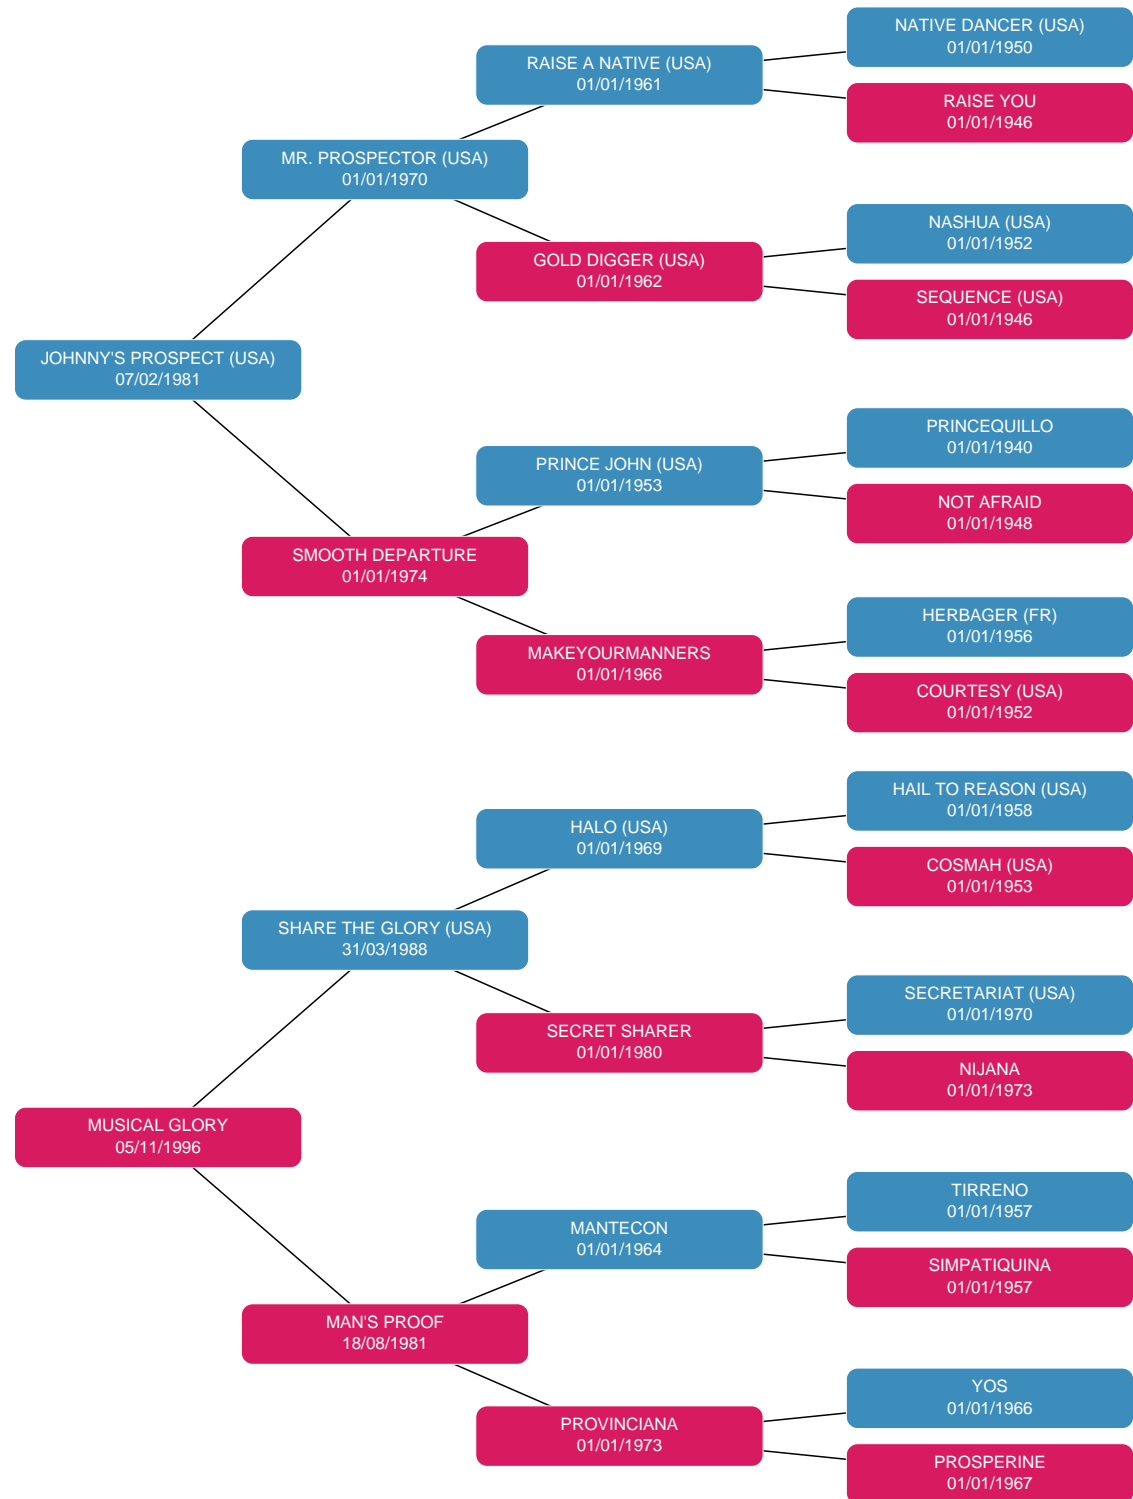 NATIVE DANCER (USA)
01/01/1950
RAISE A NATIVE (USA)
01/01/1961
RAISE YOU
01/01/1946
MR. PROSPECTOR (USA)
01/01/1970
NASHUA (USA)
01/01/1952
GOLD DIGGER (USA)
01/01/1962
SEQUENCE (USA)
01/01/1946
JOHNNY'S PROSPECT (USA)
07/02/1981
PRINCEQUILLO
01/01/1940
PRINCE JOHN (USA)
01/01/1953
NOT AFRAID
01/01/1948
SMOOTH DEPARTURE
01/01/1974
HERBAGER (FR)
01/01/1956
MAKEYOURMANNERS
01/01/1966
COURTESY (USA)
01/01/1952
HAIL TO REASON (USA)
01/01/1958
HALO (USA)
01/01/1969
COSMAH (USA)
01/01/1953
SHARE THE GLORY (USA)
31/03/1988
SECRETARIAT (USA)
01/01/1970
SECRET SHARER
01/01/1980
NIJANA
01/01/1973
MUSICAL GLORY
05/11/1996
TIRRENO
01/01/1957
MANTECON
01/01/1964
SIMPATIQUINA
01/01/1957
MAN'S PROOF
18/08/1981
YOS
01/01/1966
PROVINCIANA
01/01/1973
PROSPERINE
01/01/1967